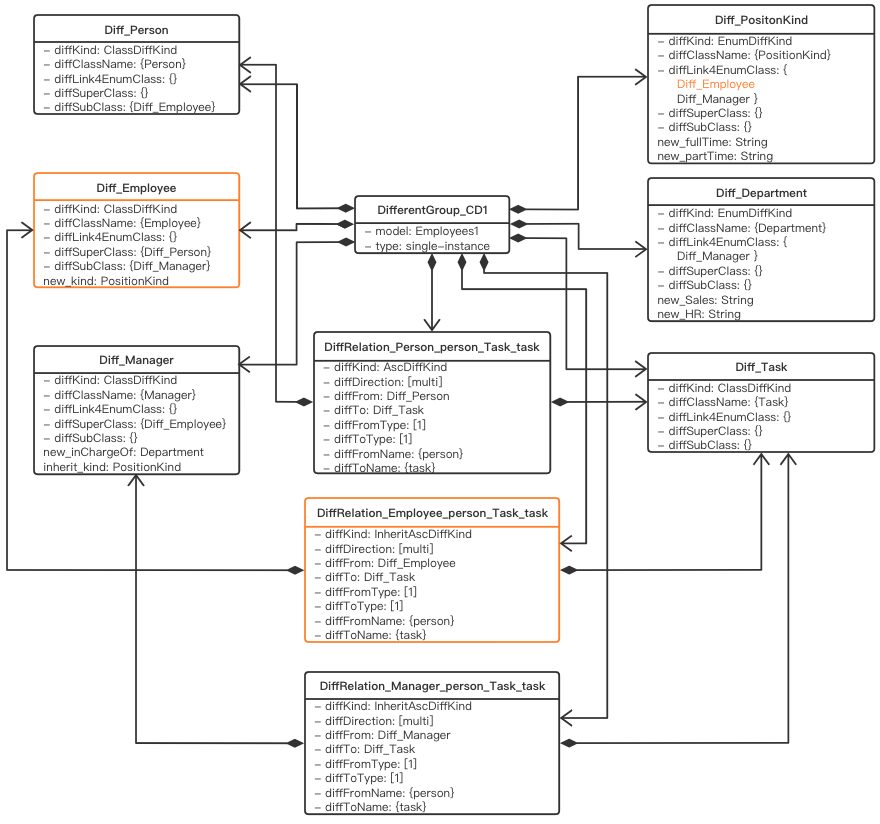 Diff_Person
– diffKind: ClassDiffKind
– diffClassName: {Person}
– diffLink4EnumClass: {}
– diffSuperClass: {}
– diffSubClass: {Diff_Employee}
Diff_PositonKind
– diffKind: EnumDiffKind
– diffClassName: {PositionKind}
– diffLink4EnumClass: {
Diff_Employee
Diff_Manager }
– diffSuperClass: {}
– diffSubClass: {}
new_fullTime: String
new_partTime: String
Diff_Employee
– diffKind: ClassDiffKind
– diffClassName: {Employee}
– diffLink4EnumClass: {}
– diffSuperClass: {Diff_Person}
– diffSubClass: {Diff_Manager}
new_kind: PositionKind
DifferentGroup_CD1
– model: Employees1
– type: single-instance
Diff_Department
– diffKind: EnumDiffKind
– diffClassName: {Department}
– diffLink4EnumClass: {
Diff_Manager }
– diffSuperClass: {}
– diffSubClass: {}
new_Sales: String
new_HR: String
Diff_Manager
– diffKind: ClassDiffKind
– diffClassName: {Manager}
– diffLink4EnumClass: {}
– diffSuperClass: {Diff_Employee}
– diffSubClass: {}
new_inChargeOf: Department
inherit_kind: PositionKind
DiffRelation_Person_person_Task_task
– diffKind: AscDiffKind
– diffDirection: [multi]
– diffFrom: Diff_Person
– diffTo: Diff_Task
– diffFromType: [1]
– diffToType: [1]
– diffFromName: {person}
– diffToName: {task}
Diff_Task
– diffKind: ClassDiffKind
– diffClassName: {Task}
– diffLink4EnumClass: {}
– diffSuperClass: {}
– diffSubClass: {}
DiffRelation_Employee_person_Task_task
– diffKind: InheritAscDiffKind
– diffDirection: [multi]
– diffFrom: Diff_Employee
– diffTo: Diff_Task
– diffFromType: [1]
– diffToType: [1]
– diffFromName: {person}
– diffToName: {task}
DiffRelation_Manager_person_Task_task
– diffKind: InheritAscDiffKind
– diffDirection: [multi]
– diffFrom: Diff_Manager
– diffTo: Diff_Task
– diffFromType: [1]
– diffToType: [1]
– diffFromName: {person}
– diffToName: {task}